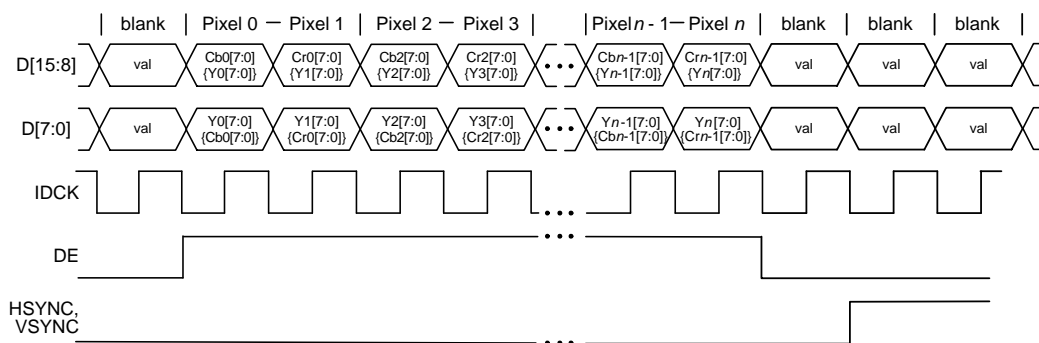 | blank | Pixel 0 — Pixel 1 | Pixel 2 — Pixel 3 | | Pixel n - 1 — Pixel n | blank | blank | blank |
D[15:8] val Cb0[7:0] Cr0[7:0] Cb2[7:0] Cr2[7:0] ••• Cbn-1[7:0] Crn-1[7:0] val val val
{Y0[7:0]} {Y1[7:0]} {Y2[7:0]} {Y3[7:0]} {Yn-1[7:0]} {Yn[7:0]}
D[7:0] val Y0[7:0] Y1[7:0] Y2[7:0] Y3[7:0] ••• Yn-1[7:0] Yn[7:0] val val val
{Cb0[7:0]} {Cr0[7:0]} {Cb2[7:0]} {Cr2[7:0]} {Cbn-1[7:0]} {Crn-1[7:0]}
IDCK
DE
HSYNC,
VSYNC